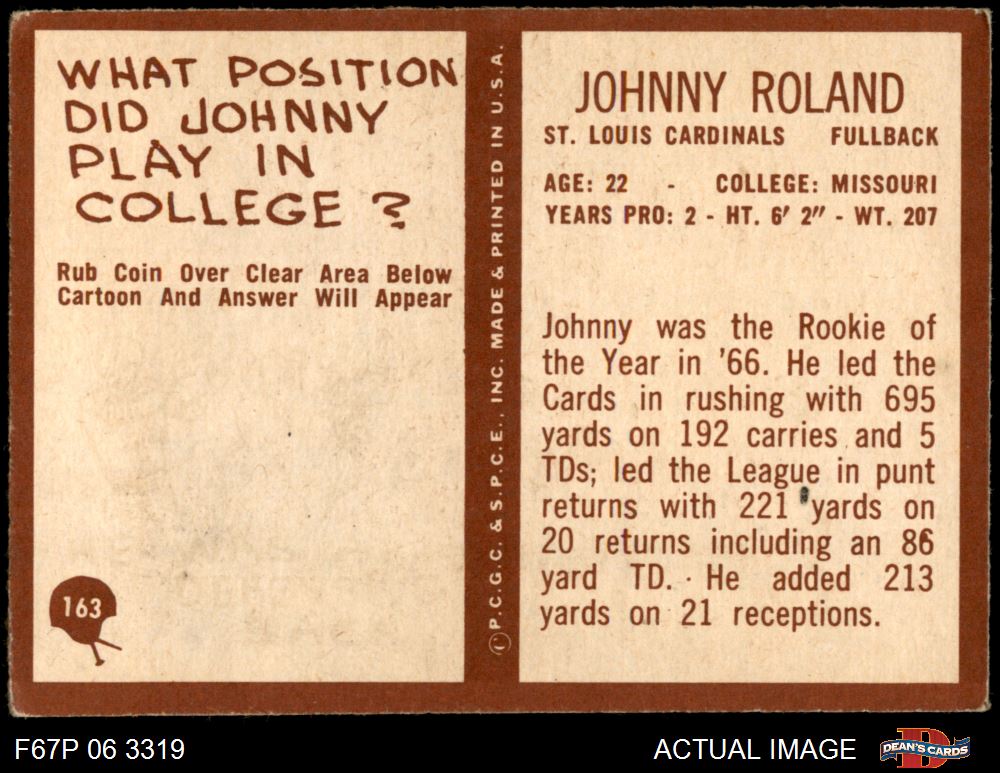 WHAT POSITION
DID JOHNNY
PLAY IN
COLLEGE ?
Rub Coin Over Clear Area Below
Cartoon And Answer Will Appear
163
© P.C.G.C. & S.P.C.E., INC. MADE & PRINTED IN U.S.A.
JOHNNY ROLAND
ST. LOUIS CARDINALS FULLBACK
AGE: 22 - COLLEGE: MISSOURI
YEARS PRO: 2 - HT. 6' 2" - WT. 207
Johnny was the Rookie of
the Year in '66. He led the
Cards in rushing with 695
yards on 192 carries and 5
TDs; led the League in punt
returns with 221 yards on
20 returns including an 86
yard TD. He added 213
yards on 21 receptions.
F67P 06 3319
ACTUAL IMAGE
DEAN'S CARDS